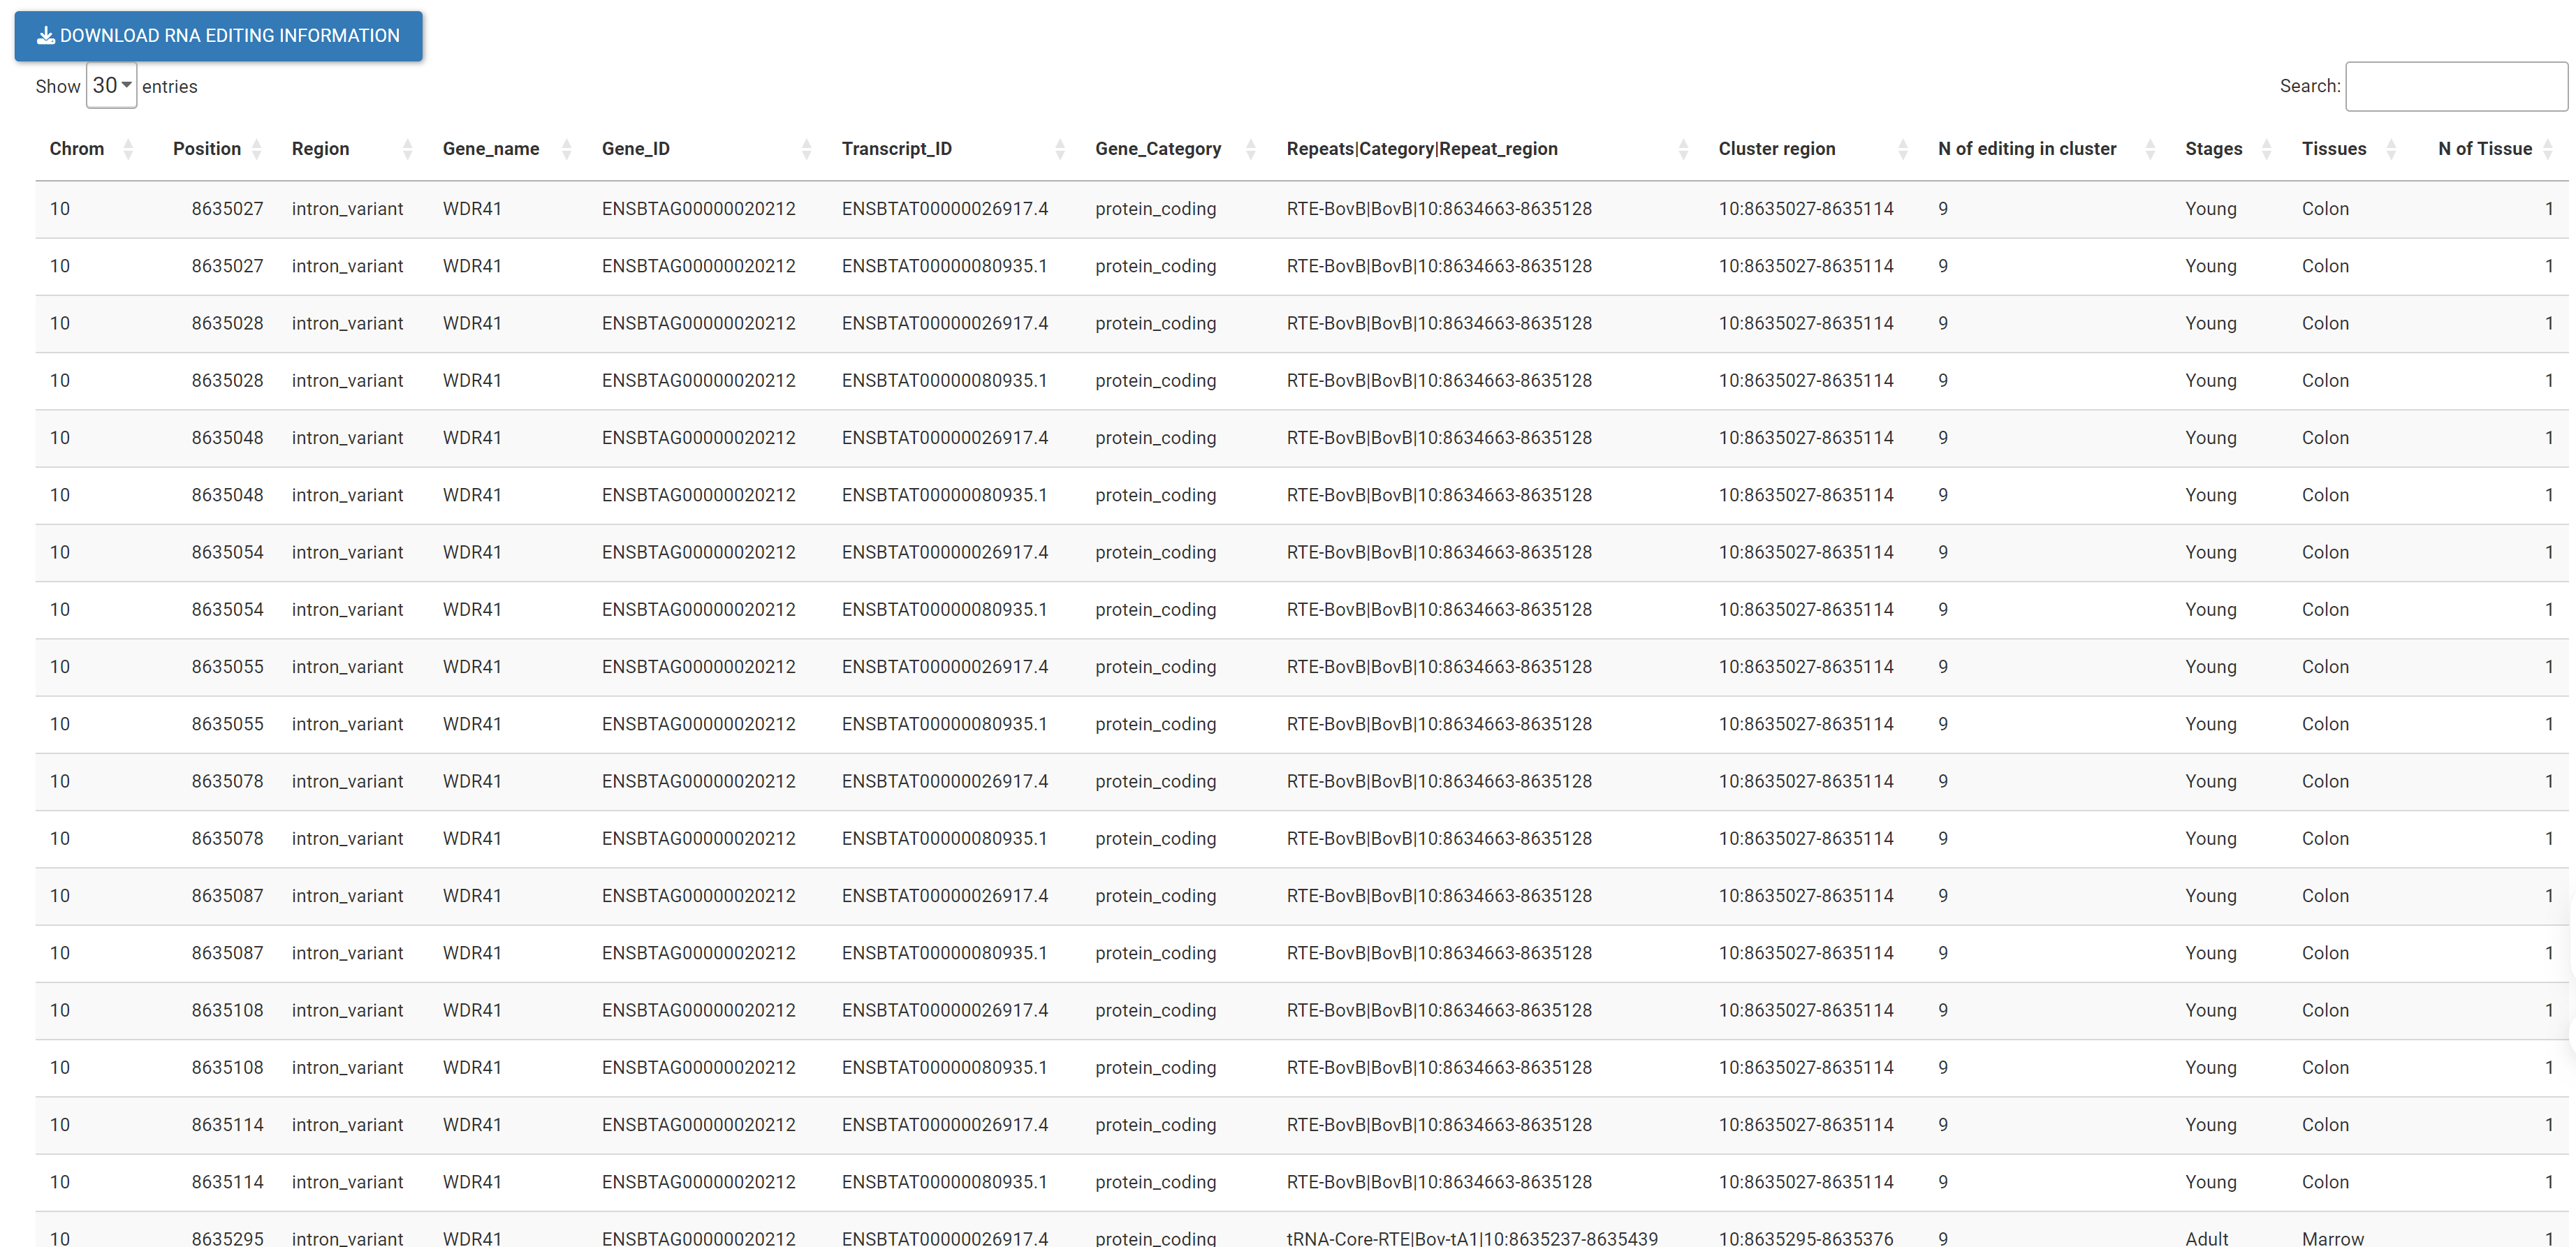 DOWNLOAD RNA EDITING INFORMATION
Show 30 entries Search:
Chrom Position Region Gene_name Gene_ID Transcript_ID Gene_Category Repeats|Category|Repeat_region Cluster region N of editing in cluster Stages Tissues N of Tissue
10 8635027 intron_variant WDR41 ENSBTAG00000020212 ENSBTAT00000026917.4 protein_coding RTE-BovB|BovB|10:8634663-8635128 10:8635027-8635114 9 Young Colon 1
10 8635027 intron_variant WDR41 ENSBTAG00000020212 ENSBTAT00000080935.1 protein_coding RTE-BovB|BovB|10:8634663-8635128 10:8635027-8635114 9 Young Colon 1
10 8635028 intron_variant WDR41 ENSBTAG00000020212 ENSBTAT00000026917.4 protein_coding RTE-BovB|BovB|10:8634663-8635128 10:8635027-8635114 9 Young Colon 1
10 8635028 intron_variant WDR41 ENSBTAG00000020212 ENSBTAT00000080935.1 protein_coding RTE-BovB|BovB|10:8634663-8635128 10:8635027-8635114 9 Young Colon 1
10 8635048 intron_variant WDR41 ENSBTAG00000020212 ENSBTAT00000026917.4 protein_coding RTE-BovB|BovB|10:8634663-8635128 10:8635027-8635114 9 Young Colon 1
10 8635048 intron_variant WDR41 ENSBTAG00000020212 ENSBTAT00000080935.1 protein_coding RTE-BovB|BovB|10:8634663-8635128 10:8635027-8635114 9 Young Colon 1
10 8635054 intron_variant WDR41 ENSBTAG00000020212 ENSBTAT00000026917.4 protein_coding RTE-BovB|BovB|10:8634663-8635128 10:8635027-8635114 9 Young Colon 1
10 8635054 intron_variant WDR41 ENSBTAG00000020212 ENSBTAT00000080935.1 protein_coding RTE-BovB|BovB|10:8634663-8635128 10:8635027-8635114 9 Young Colon 1
10 8635055 intron_variant WDR41 ENSBTAG00000020212 ENSBTAT00000026917.4 protein_coding RTE-BovB|BovB|10:8634663-8635128 10:8635027-8635114 9 Young Colon 1
10 8635055 intron_variant WDR41 ENSBTAG00000020212 ENSBTAT00000080935.1 protein_coding RTE-BovB|BovB|10:8634663-8635128 10:8635027-8635114 9 Young Colon 1
10 8635078 intron_variant WDR41 ENSBTAG00000020212 ENSBTAT00000026917.4 protein_coding RTE-BovB|BovB|10:8634663-8635128 10:8635027-8635114 9 Young Colon 1
10 8635078 intron_variant WDR41 ENSBTAG00000020212 ENSBTAT00000080935.1 protein_coding RTE-BovB|BovB|10:8634663-8635128 10:8635027-8635114 9 Young Colon 1
10 8635087 intron_variant WDR41 ENSBTAG00000020212 ENSBTAT00000026917.4 protein_coding RTE-BovB|BovB|10:8634663-8635128 10:8635027-8635114 9 Young Colon 1
10 8635087 intron_variant WDR41 ENSBTAG00000020212 ENSBTAT00000080935.1 protein_coding RTE-BovB|BovB|10:8634663-8635128 10:8635027-8635114 9 Young Colon 1
10 8635108 intron_variant WDR41 ENSBTAG00000020212 ENSBTAT00000026917.4 protein_coding RTE-BovB|BovB|10:8634663-8635128 10:8635027-8635114 9 Young Colon 1
10 8635108 intron_variant WDR41 ENSBTAG00000020212 ENSBTAT00000080935.1 protein_coding RTE-BovB|BovB|10:8634663-8635128 10:8635027-8635114 9 Young Colon 1
10 8635114 intron_variant WDR41 ENSBTAG00000020212 ENSBTAT00000026917.4 protein_coding RTE-BovB|BovB|10:8634663-8635128 10:8635027-8635114 9 Young Colon 1
10 8635114 intron_variant WDR41 ENSBTAG00000020212 ENSBTAT00000080935.1 protein_coding RTE-BovB|BovB|10:8634663-8635128 10:8635027-8635114 9 Young Colon 1
10 8635295 intron_variant WDR41 ENSBTAG00000020212 ENSBTAT00000026917.4 protein_coding tRNA-Core-RTE|Bov-tA1|10:8635237-8635439 10:8635295-8635376 9 Adult Marrow 1